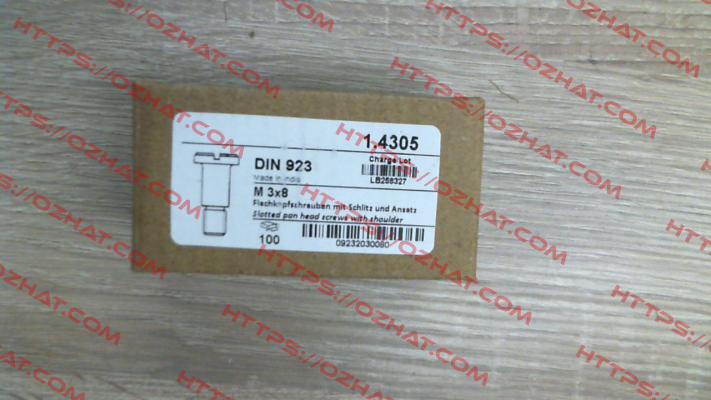 1.4305
DIN 923
Charge Lot
Made in India
LB256327
M 3x8
Flachkopfschrauben mit Schlitz und Ansatz
Slotted pan head screws with shoulder
100
09232030080
HTTPS://OZHAT.COM